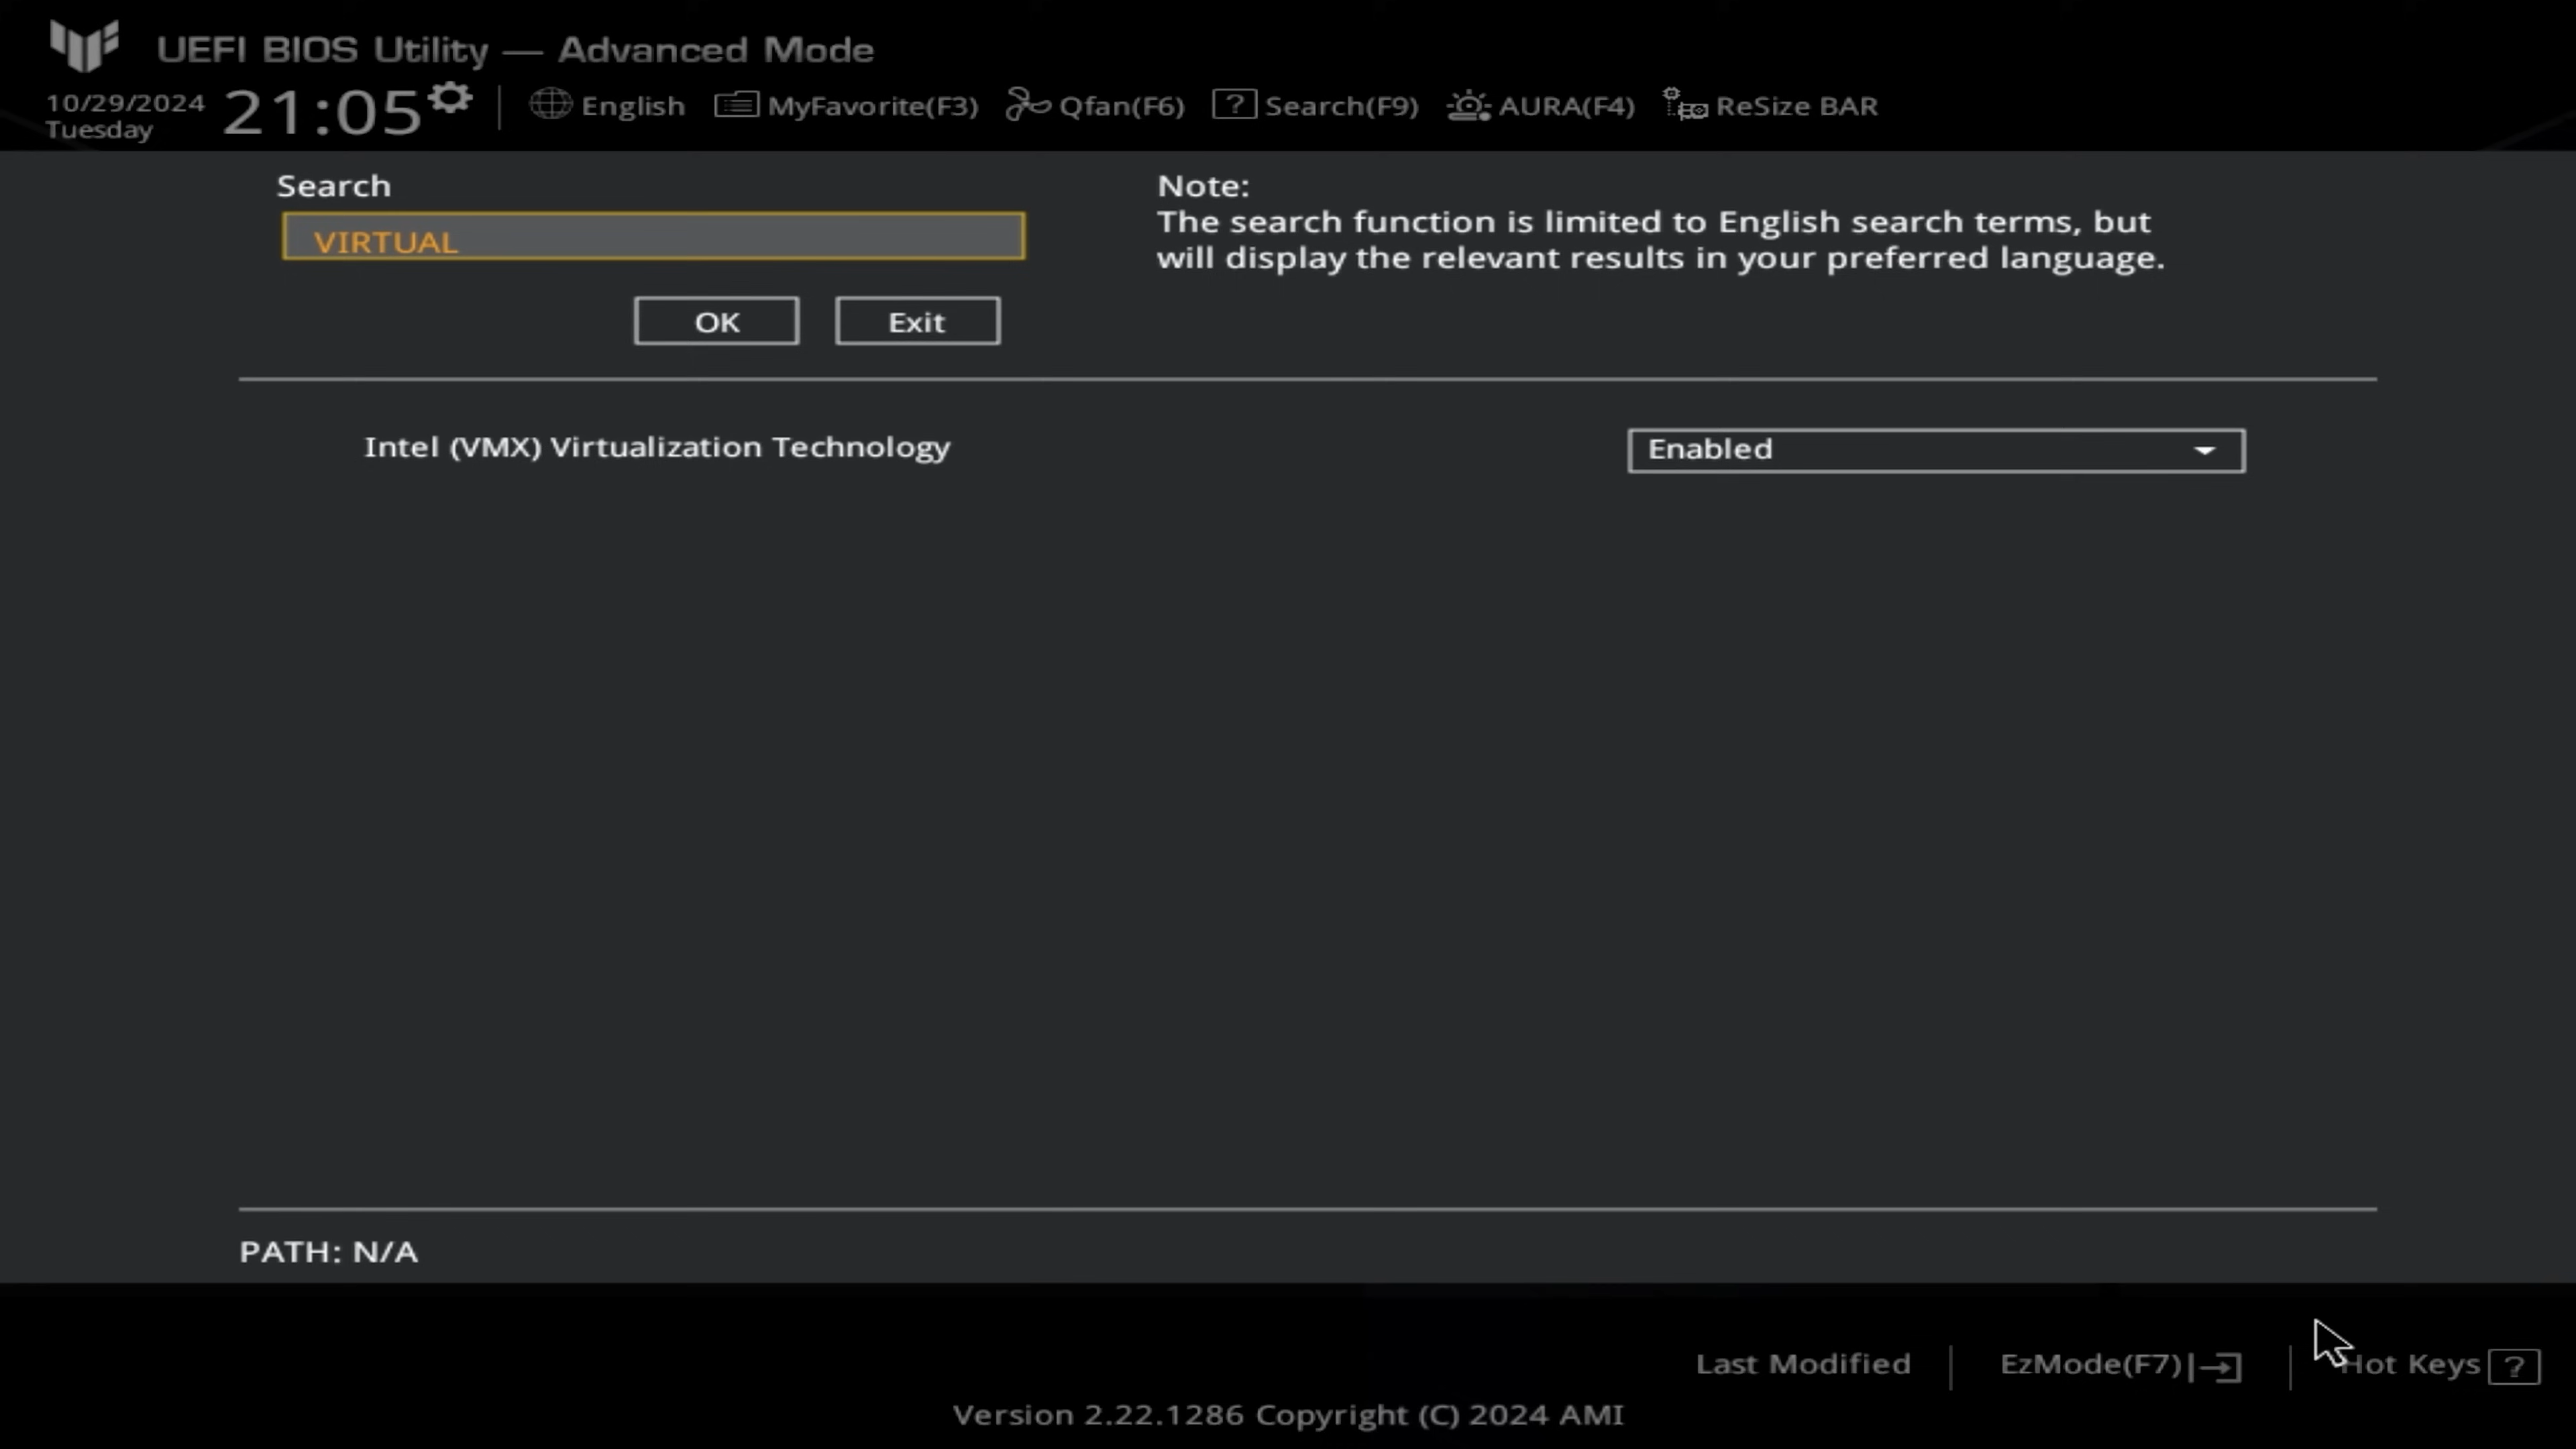 UEFI BIOS Utility — Advanced Mode
10/29/2024
Tuesday
21:05
English
MyFavorite(F3)
Qfan(F6)
? Search(F9)
AURA(F4)
ReSize BAR
Search
VIRTUAL
OK
Exit
Note:
The search function is limited to English search terms, but
will display the relevant results in your preferred language.
Intel (VMX) Virtualization Technology
Enabled
PATH: N/A
Last Modified
EzMode(F7)
Hot Keys ?
Version 2.22.1286 Copyright (C) 2024 AMI